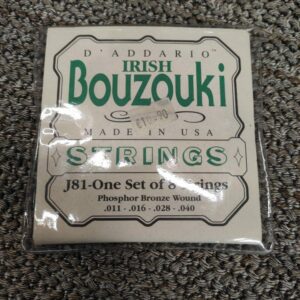 D'ADDARIO™
IRISH
Bouzouki
MADE IN USA
STRINGS
J81-One Set of 8 Strings
Phosphor Bronze Wound
.011 - .016 - .028 - .040